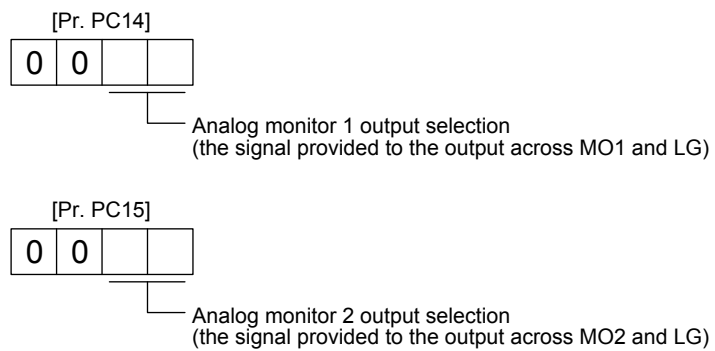 [Pr. PC14]
0 0
Analog monitor 1 output selection
(the signal provided to the output across MO1 and LG)
[Pr. PC15]
0 0
Analog monitor 2 output selection
(the signal provided to the output across MO2 and LG)